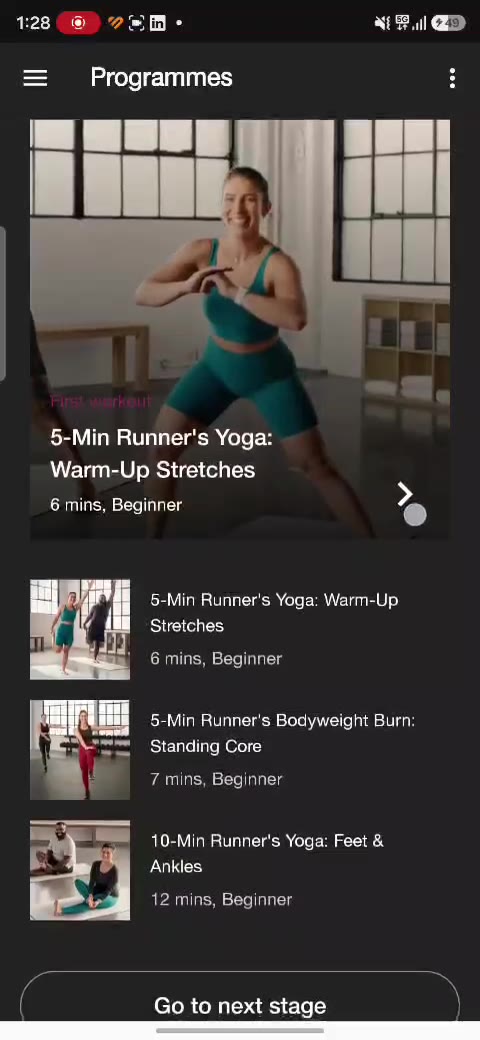 1:28
5G
49
Programmes
First workout
5-Min Runner's Yoga:
Warm-Up Stretches
6 mins, Beginner
5-Min Runner's Yoga: Warm-Up
Stretches
6 mins, Beginner
5-Min Runner's Bodyweight Burn:
Standing Core
7 mins, Beginner
10-Min Runner's Yoga: Feet &
Ankles
12 mins, Beginner
Go to next stage